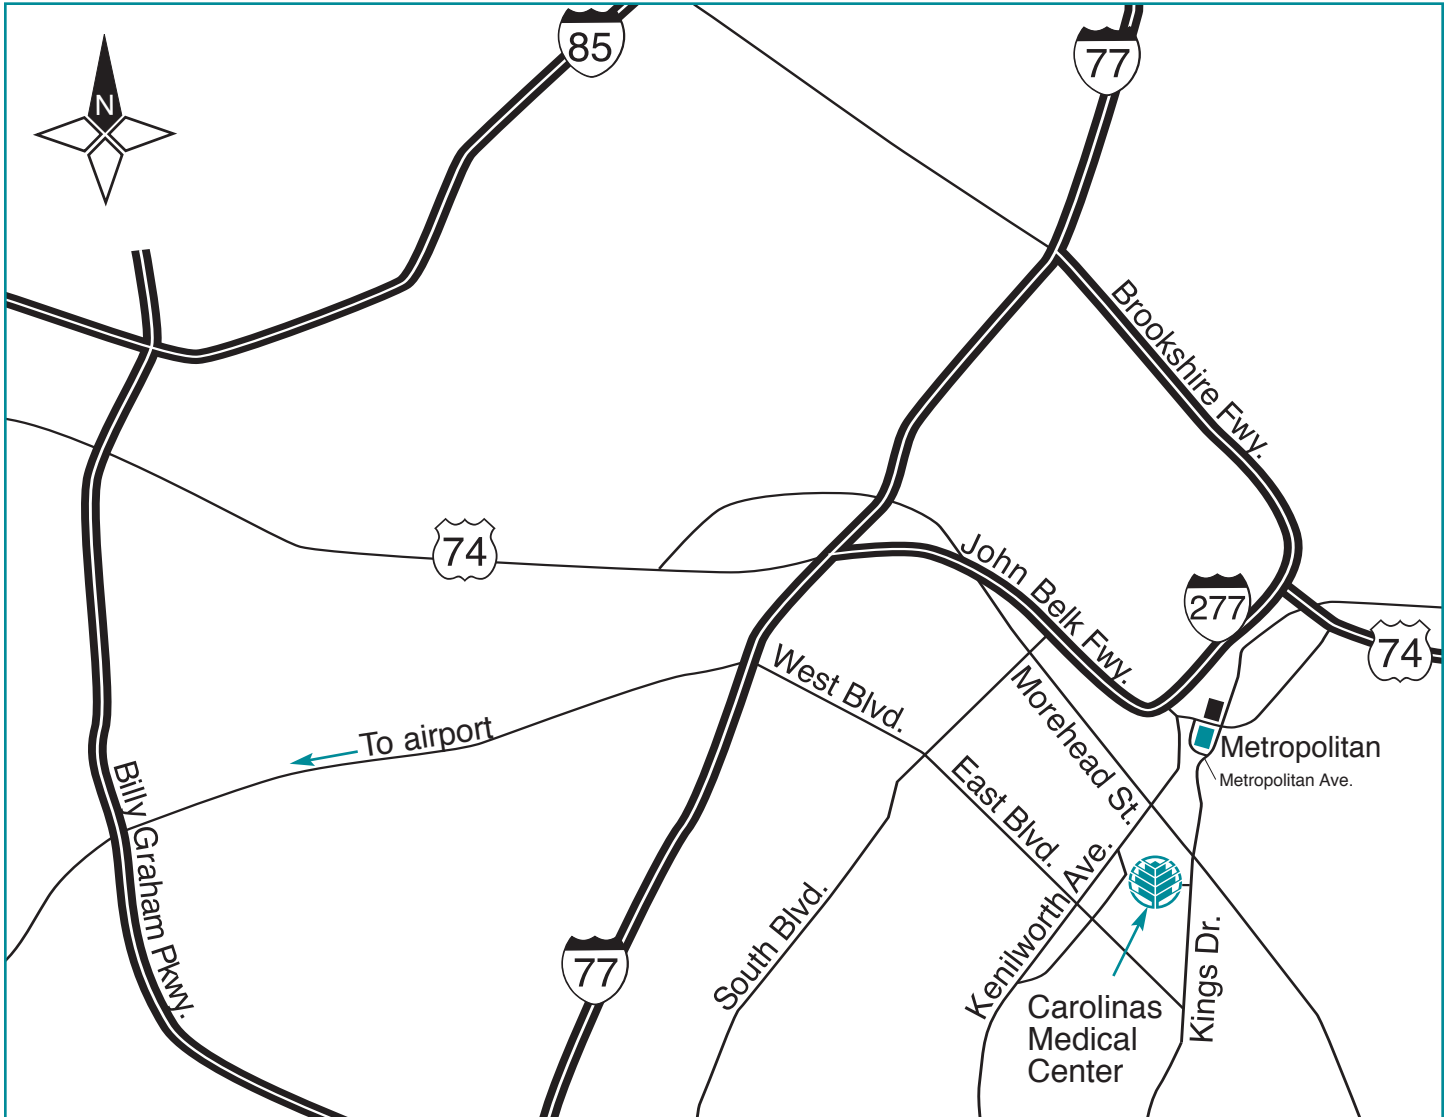 85
77
N
Brookshire Fwy.
74
John Belk Fwy.
277
74
West Blvd.
Morehead St.
To airport
Metropolitan
Metropolitan Ave.
East Blvd.
Billy Graham Pkwy.
Kenilworth Ave.
South Blvd.
77
Kings Dr.
Carolinas
Medical
Center